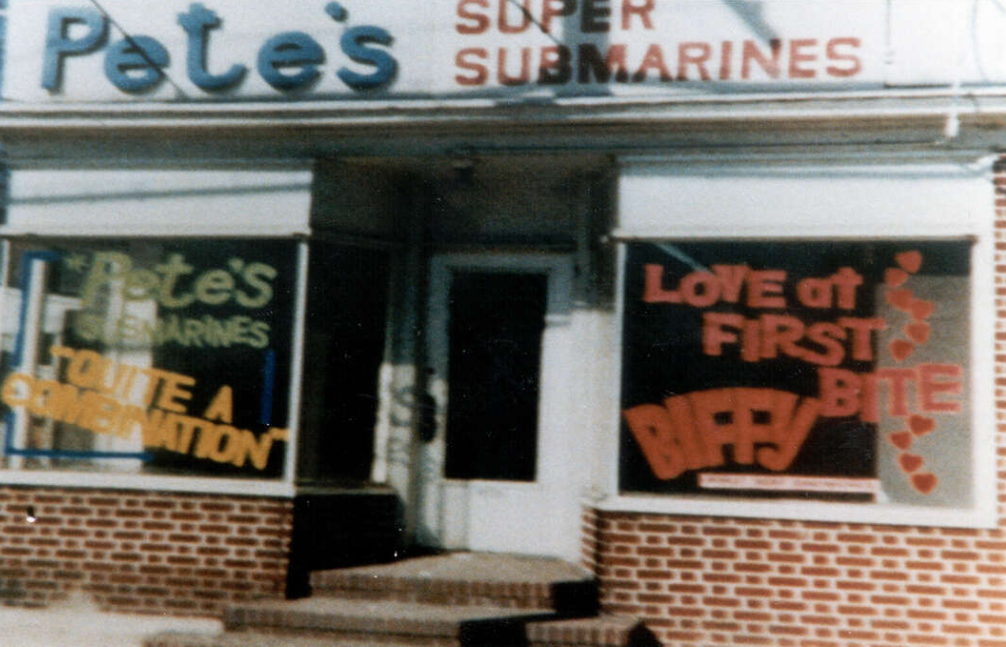 Pete's
SUPER
SUBMARINES
Pete's
SUBMARINES
"QUITE A
COMBINATION"
LOVE at
FIRST
BITE
BIFFY